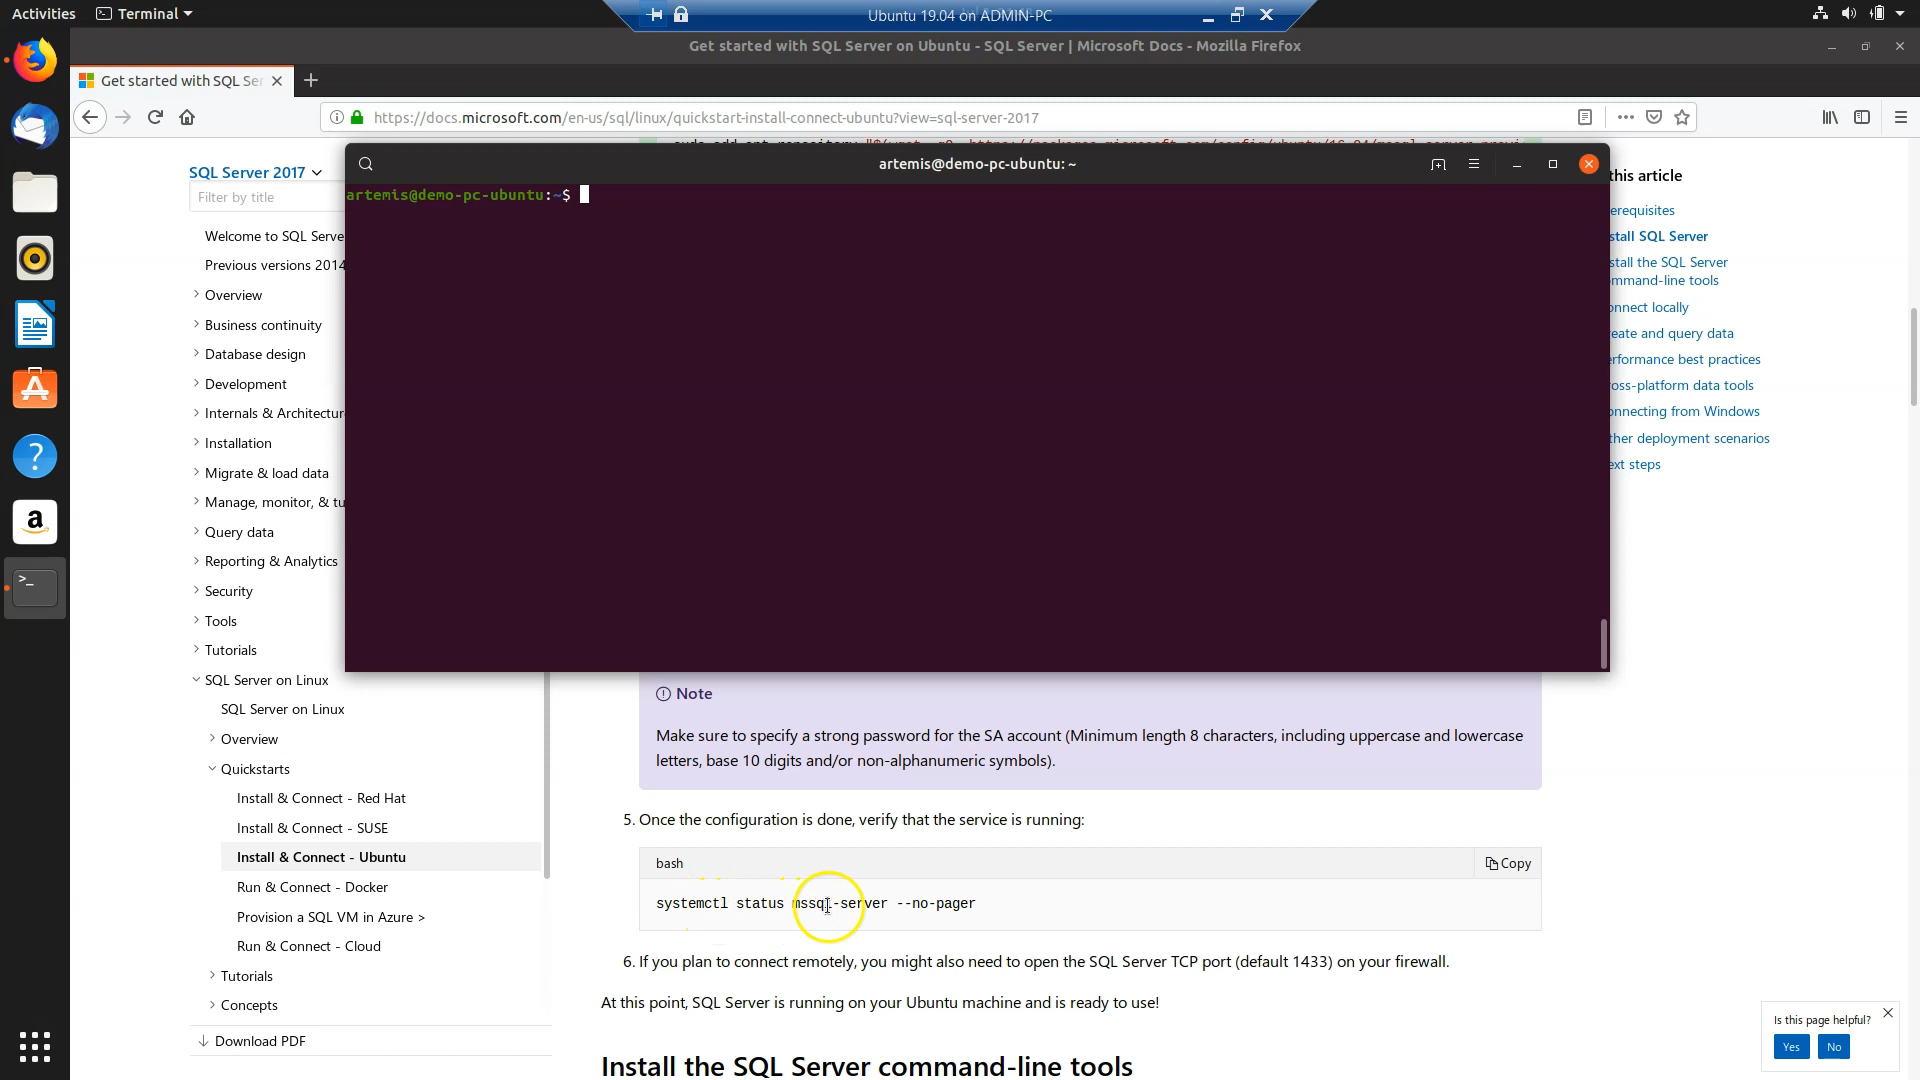 Activities
Terminal
Ubuntu 19.04 on ADMIN-PC
Get started with SQL Server on Ubuntu - SQL Server | Microsoft Docs - Mozilla Firefox
Get started with SQL Ser
https://docs.microsoft.com/en-us/sql/linux/quickstart-install-connect-ubuntu?view=sql-server-2017
SQL Server 2017
Filter by title
Welcome to SQL Serve
Previous versions 2014
Overview
Business continuity
Database design
Development
Internals & Architectur
Installation
Migrate & load data
Manage, monitor, & tu
Query data
Reporting & Analytics
Security
Tools
Tutorials
SQL Server on Linux
SQL Server on Linux
Overview
Quickstarts
Install & Connect - Red Hat
Install & Connect - SUSE
Install & Connect - Ubuntu
Run & Connect - Docker
Provision a SQL VM in Azure >
Run & Connect - Cloud
Tutorials
Concepts
Download PDF
artemis@demo-pc-ubuntu: ~
artemis@demo-pc-ubuntu:~$
Note
Make sure to specify a strong password for the SA account (Minimum length 8 characters, including uppercase and lowercase
letters, base 10 digits and/or non-alphanumeric symbols).
5. Once the configuration is done, verify that the service is running:
bash
Copy
systemctl status mssql-server --no-pager
6. If you plan to connect remotely, you might also need to open the SQL Server TCP port (default 1433) on your firewall.
At this point, SQL Server is running on your Ubuntu machine and is ready to use!
Install the SQL Server command-line tools
this article
erequisites
stall SQL Server
stall the SQL Server
mmand-line tools
onnect locally
eate and query data
erformance best practices
oss-platform data tools
onnecting from Windows
ther deployment scenarios
ext steps
Is this page helpful?
Yes
No